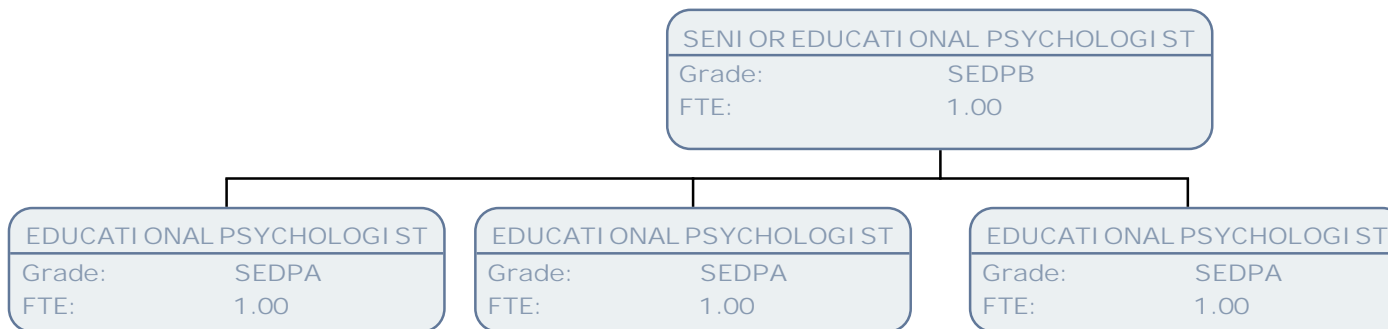 SENIOR EDUCATIONAL PSYCHOLOGIST
Grade: SEDPB
FTE: 1.00
EDUCATIONAL PSYCHOLOGIST
Grade: SEDPA
FTE: 1.00
EDUCATIONAL PSYCHOLOGIST
Grade: SEDPA
FTE: 1.00
EDUCATIONAL PSYCHOLOGIST
Grade: SEDPA
FTE: 1.00